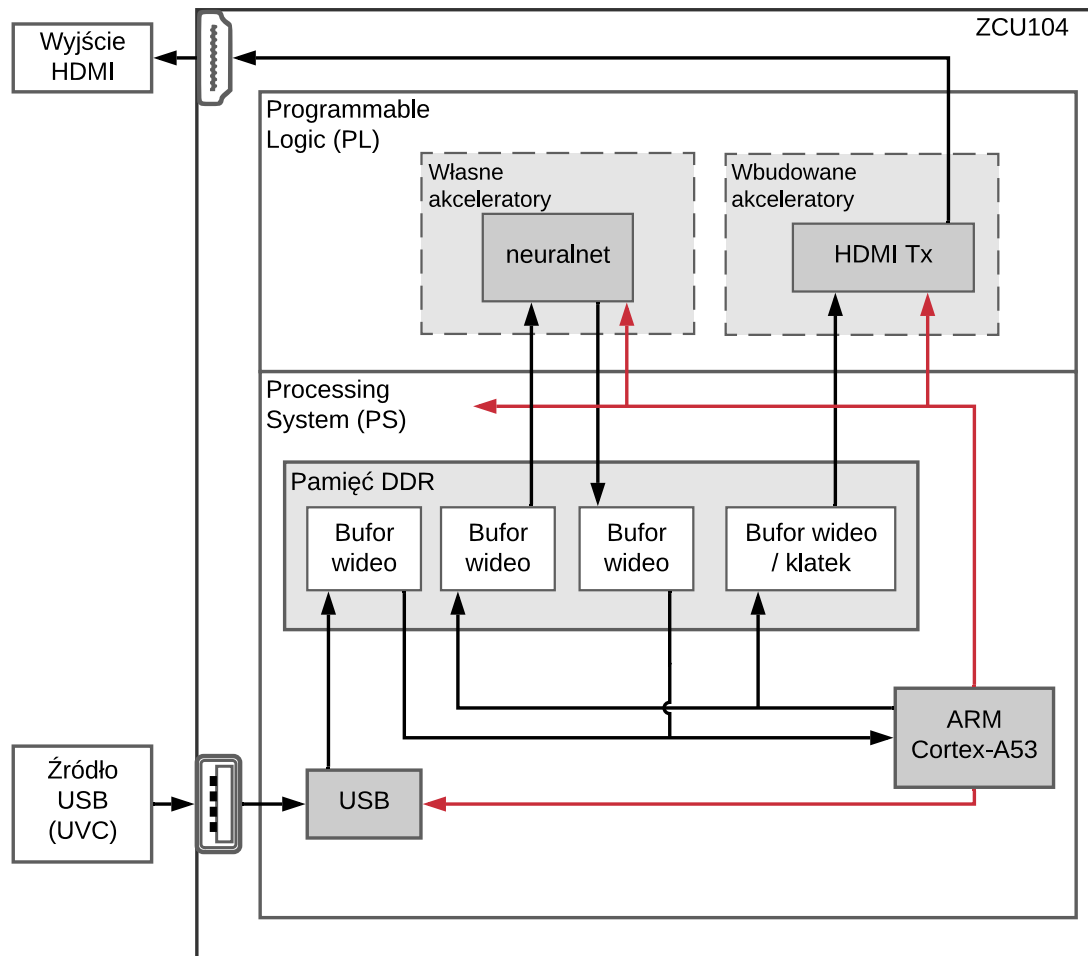 ZCU104
Wyjście
HDMI
Programmable
Logic (PL)
Własne
akceleratory
neuralnet
Wbudowane
akceleratory
HDMI Tx
Processing
System (PS)
Pamięć DDR
Bufor
wideo
Bufor
wideo
Bufor
wideo
Bufor wideo
/ klatek
ARM
Cortex-A53
Źródło
USB
(UVC)
USB